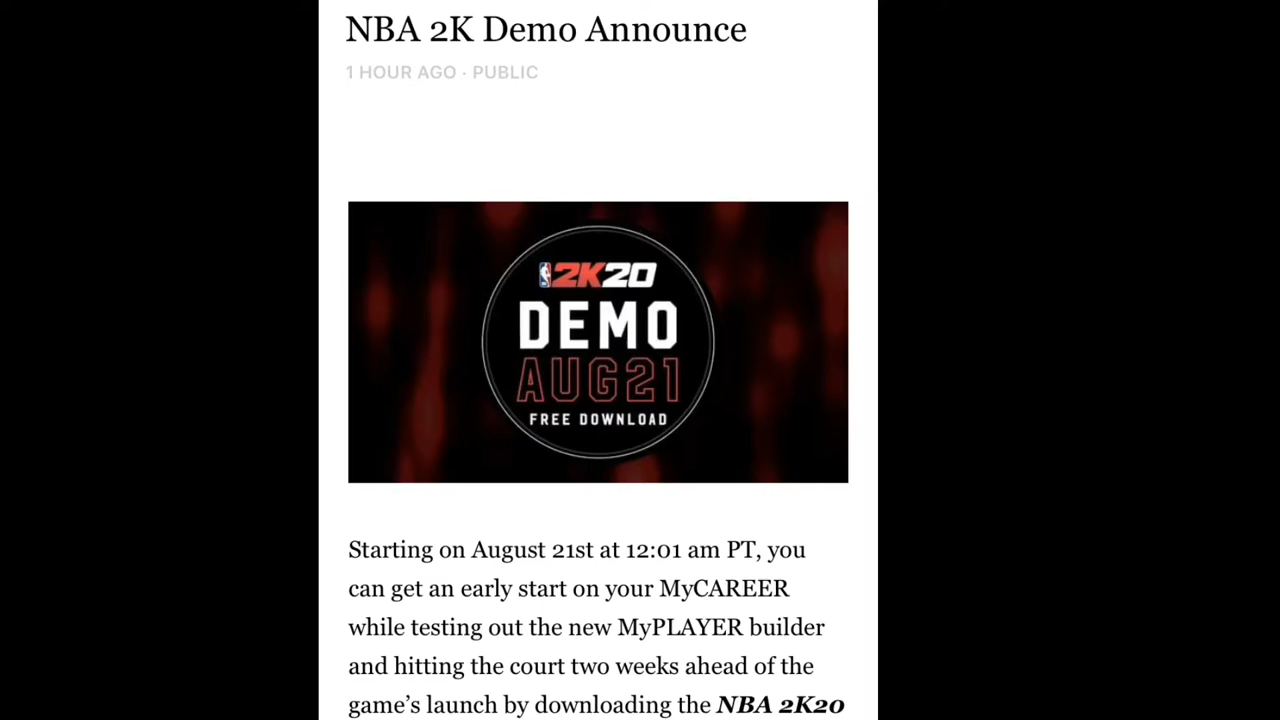 NBA 2K Demo Announce
1 HOUR AGO · PUBLIC
2K20
DEMO
AUG21
FREE DOWNLOAD
Starting on August 21st at 12:01 am PT, you
can get an early start on your MyCAREER
while testing out the new MyPLAYER builder
and hitting the court two weeks ahead of the
game’s launch by downloading the NBA 2K20